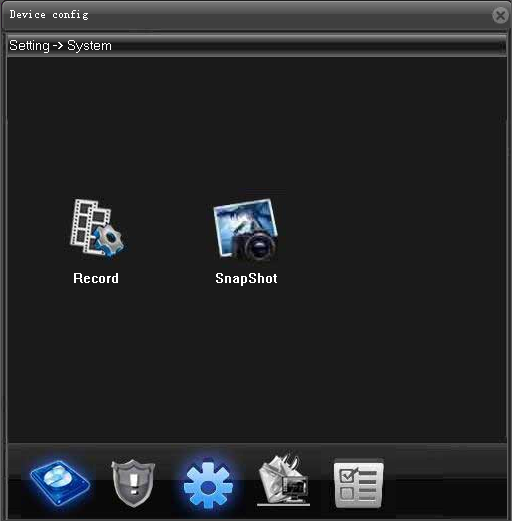 Device config
Setting -> System
Record
SnapShot